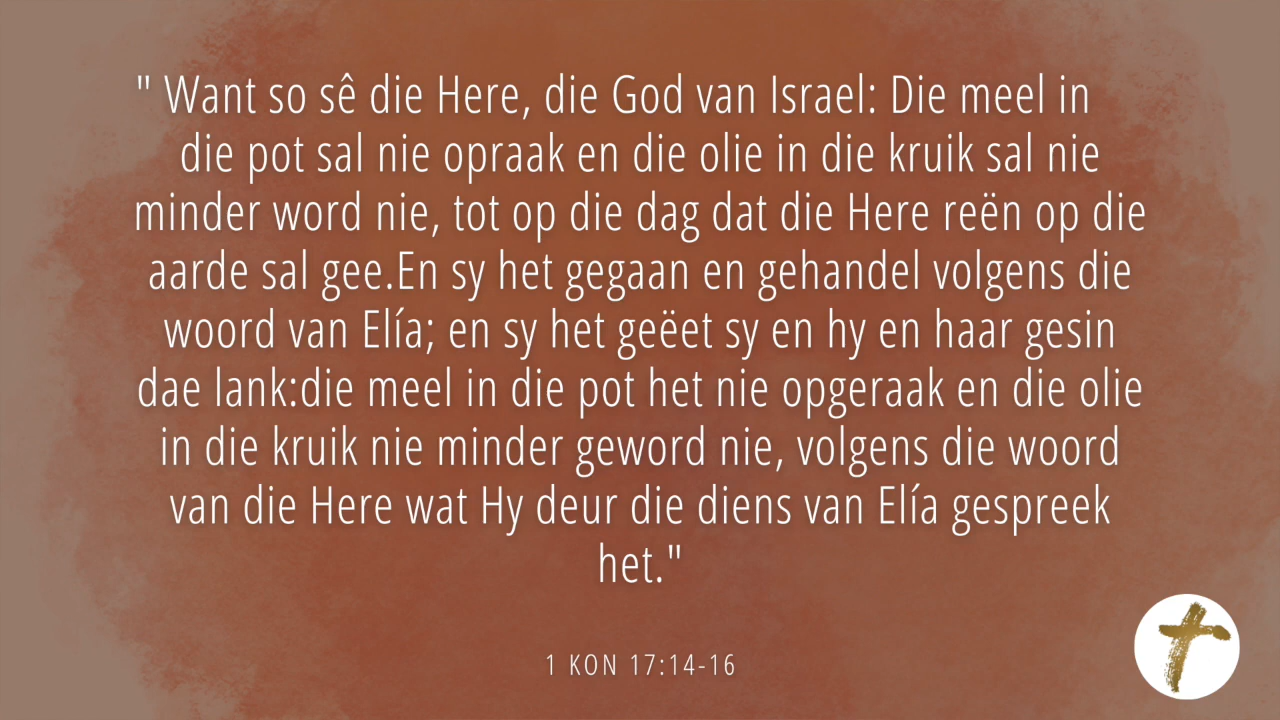 " Want so sê die Here, die God van Israel: Die meel in
die pot sal nie opraak en die olie in die kruik sal nie
minder word nie, tot op die dag dat die Here reën op die
aarde sal gee.En sy het gegaan en gehandel volgens die
woord van Elía; en sy het geëet sy en hy en haar gesin
dae lank:die meel in die pot het nie opgeraak en die olie
in die kruik nie minder geword nie, volgens die woord
van die Here wat Hy deur die diens van Elía gespreek
het."
1 KON 17:14-16